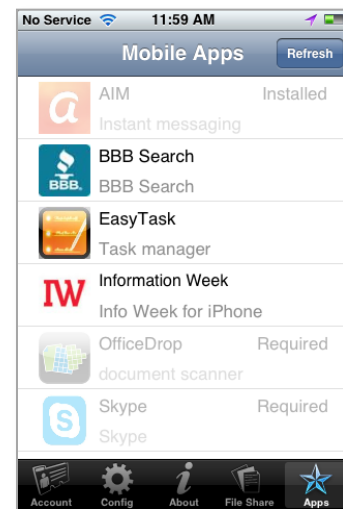 No Service 11:59 AM
Mobile Apps Refresh
AIM Installed
Instant messaging
BBB Search
BBB.
BBB Search
EasyTask
Task manager
IW Information Week
Info Week for iPhone
OfficeDrop Required
document scanner
Skype Required
S
Skype
Account Config About File Share Apps